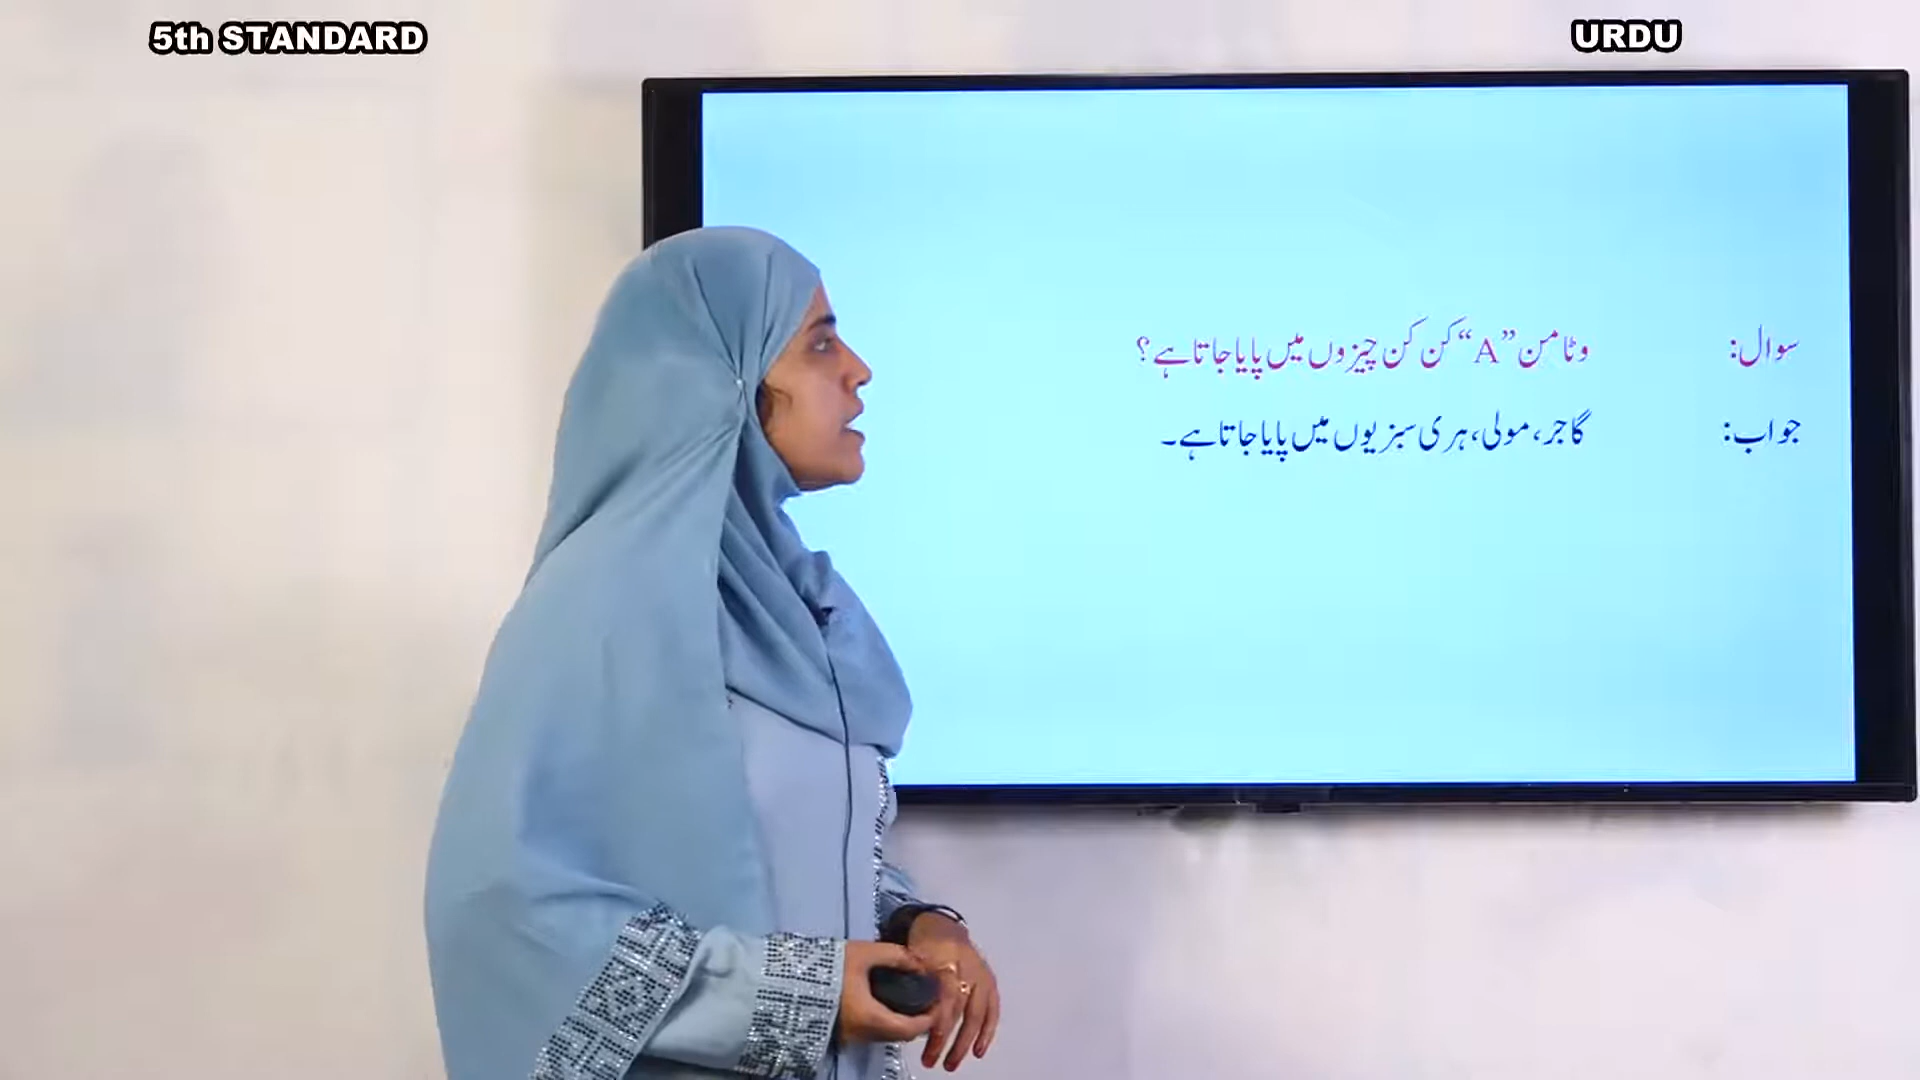 5th STANDARD
URDU
سوال: وٹامن ”A“ کن کن چیزوں میں پایا جاتا ہے؟
جواب: گاجر، مولی، ہری سبزیوں میں پایا جاتا ہے۔